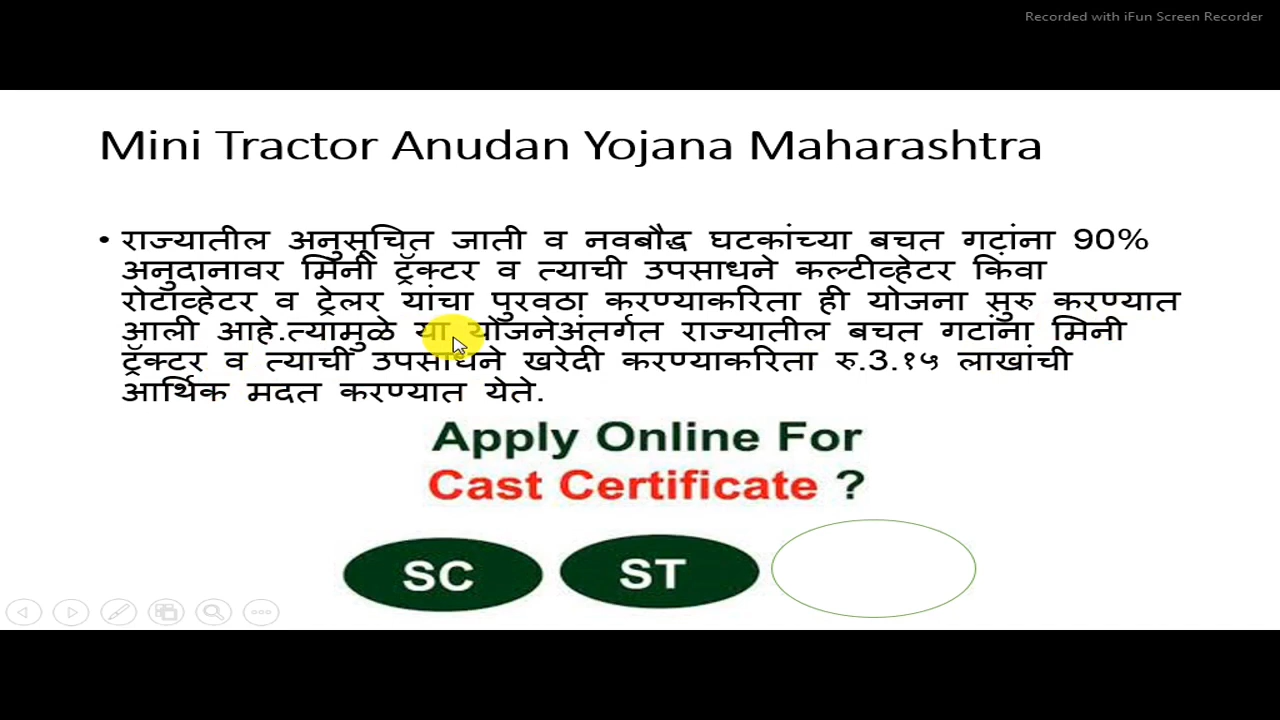 Recorded with iFun Screen Recorder
Mini Tractor Anudan Yojana Maharashtra
• राज्यातील अनुसूचित जाती व नवबौद्ध घटकांच्या बचत गटांना 90%
अनुदानावर मिनी ट्रॅक्टर व त्याची उपसाधने कल्टीव्हेटर किंवा
रोटाव्हेटर व ट्रेलर यांचा पुरवठा करण्याकरिता ही योजना सुरु करण्यात
आली आहे.त्यामुळे या योजनेअंतर्गत राज्यातील बचत गटांना मिनी
ट्रॅक्टर व त्याची उपसाधने खरेदी करण्याकरिता रु.3.१५ लाखांची
आर्थिक मदत करण्यात येते.
Apply Online For
Cast Certificate ?
SC ST